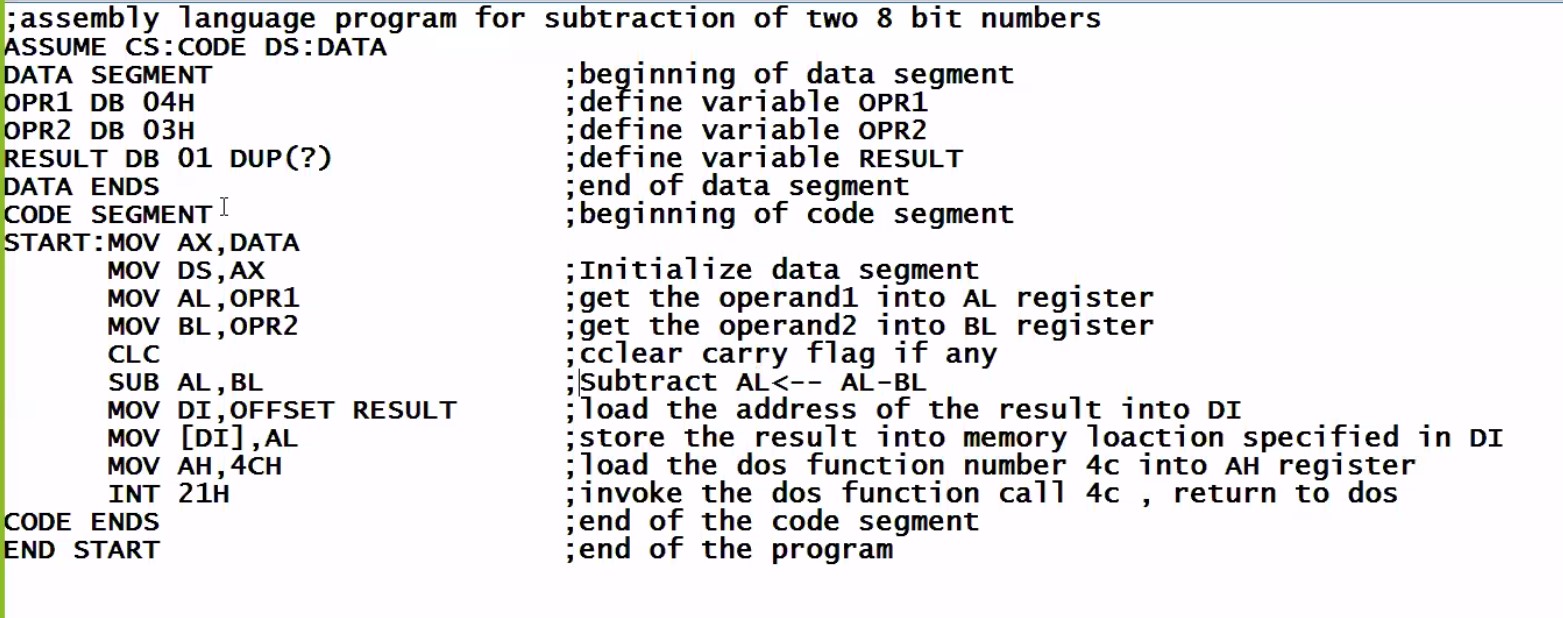 ;assembly language program for subtraction of two 8 bit numbers
ASSUME CS:CODE DS:DATA
DATA SEGMENT ;beginning of data segment
OPR1 DB 04H ;define variable OPR1
OPR2 DB 03H ;define variable OPR2
RESULT DB 01 DUP(?) ;define variable RESULT
DATA ENDS ;end of data segment
CODE SEGMENT ;beginning of code segment
START:MOV AX,DATA
MOV DS,AX ;Initialize data segment
MOV AL,OPR1 ;get the operand1 into AL register
MOV BL,OPR2 ;get the operand2 into BL register
CLC ;cclear carry flag if any
SUB AL,BL ;Subtract AL<-- AL-BL
MOV DI,OFFSET RESULT ;load the address of the result into DI
MOV [DI],AL ;store the result into memory loaction specified in DI
MOV AH,4CH ;load the dos function number 4c into AH register
INT 21H ;invoke the dos function call 4c , return to dos
CODE ENDS ;end of the code segment
END START ;end of the program